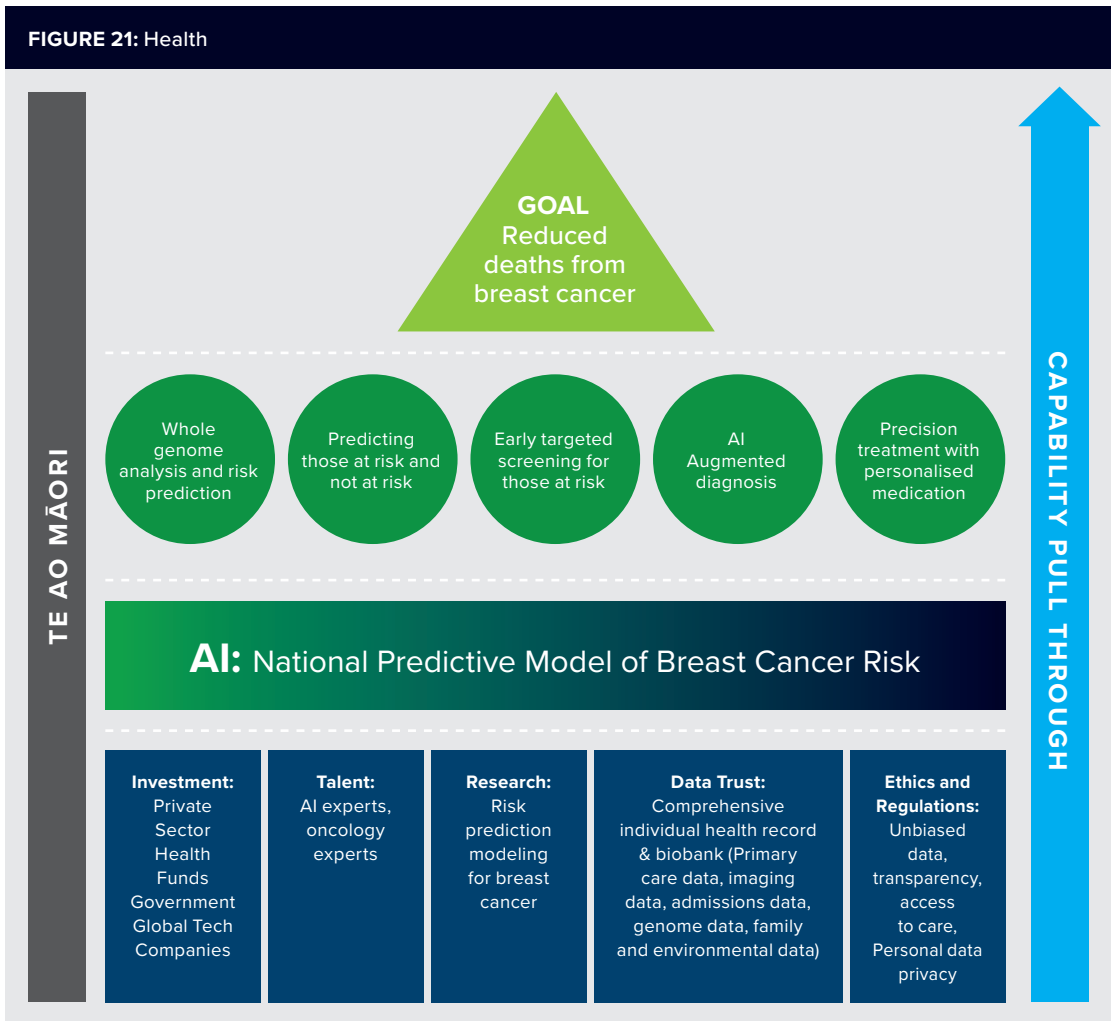 FIGURE 21: Health
TE AO MĀORI
GOAL
Reduced
deaths from
breast cancer
Whole
genome
analysis and risk
prediction
Predicting
those at risk and
not at risk
Early targeted
screening for
those at risk
AI
Augmented
diagnosis
Precision
treatment with
personalised
medication
AI: National Predictive Model of Breast Cancer Risk
Investment:
Private
Sector
Health
Funds
Government
Global Tech
Companies
Talent:
AI experts,
oncology
experts
Research:
Risk
prediction
modeling
for breast
cancer
Data Trust:
Comprehensive
individual health record
& biobank (Primary
care data, imaging
data, admissions data,
genome data, family
and environmental data)
Ethics and
Regulations:
Unbiased
data,
transparency,
access
to care,
Personal data
privacy
CAPABILITY PULL THROUGH